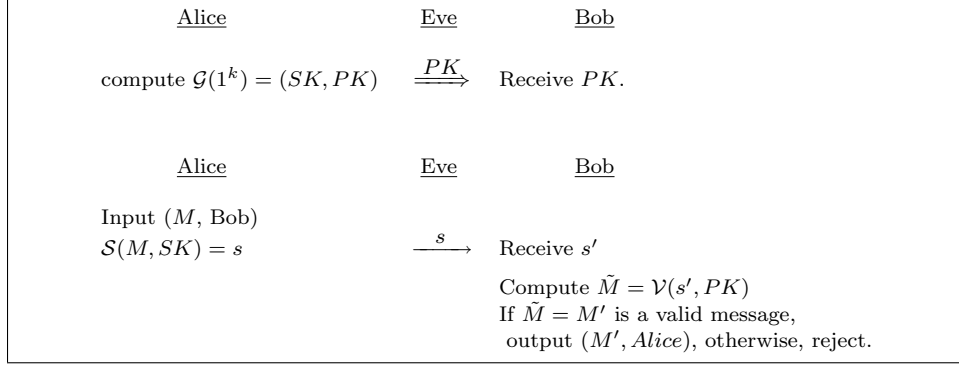 Alice Eve Bob
compute 𝒢(1^k) = (SK, PK) PK ⟹ Receive PK.
Alice Eve Bob
Input (M, Bob)
𝒮(M, SK) = s s ⟶ Receive s′
Compute M̃ = 𝒱(s′, PK)
If M̃ = M′ is a valid message,
output (M′, Alice), otherwise, reject.